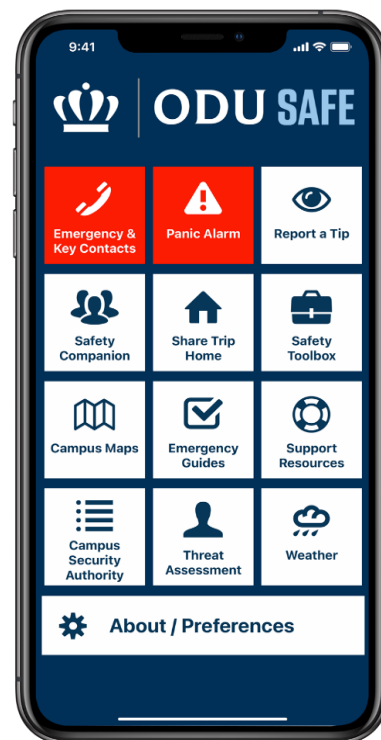 9:41
ODU SAFE
Emergency &
Key Contacts
Panic Alarm
Report a Tip
Safety
Companion
Share Trip
Home
Safety
Toolbox
Campus Maps
Emergency
Guides
Support
Resources
Campus
Security
Authority
Threat
Assessment
Weather
About / Preferences